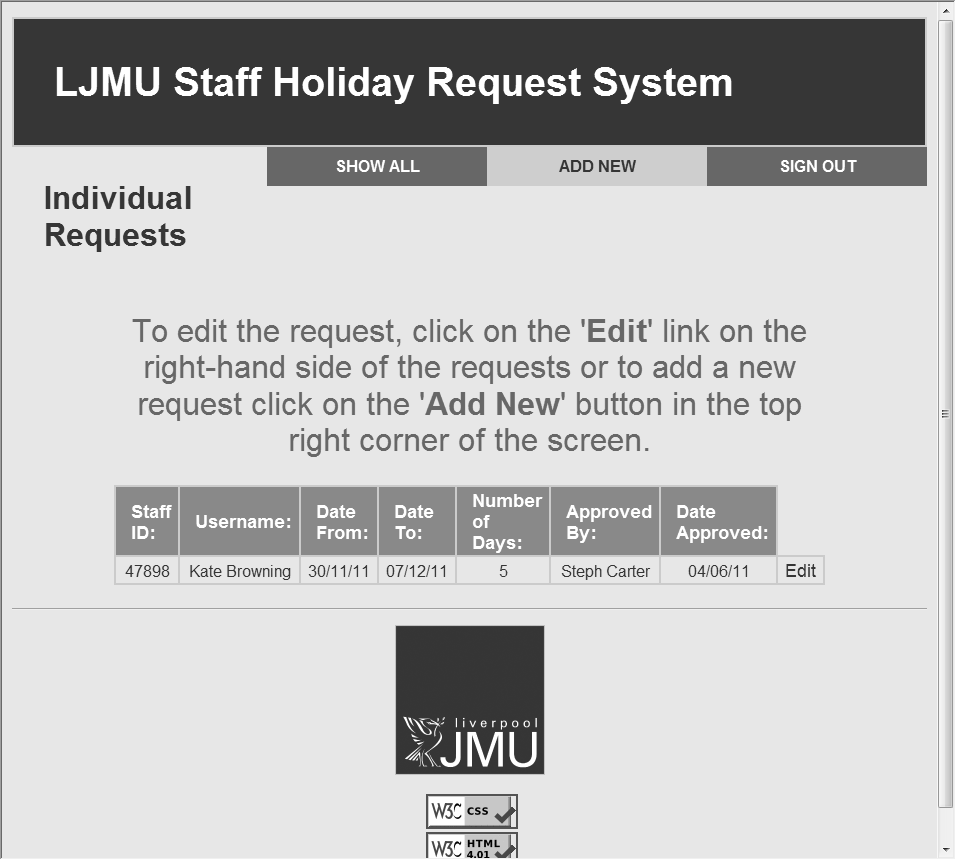 LJMU Staff Holiday Request System
SHOW ALL ADD NEW SIGN OUT
Individual
Requests
To edit the request, click on the 'Edit' link on the
right-hand side of the requests or to add a new
request click on the 'Add New' button in the top
right corner of the screen.
Staff ID: Username: Date From: Date To: Number of Days: Approved By: Date Approved:
47898 Kate Browning 30/11/11 07/12/11 5 Steph Carter 04/06/11 Edit
liverpool
JMU
W3C css
W3C HTML 4.01